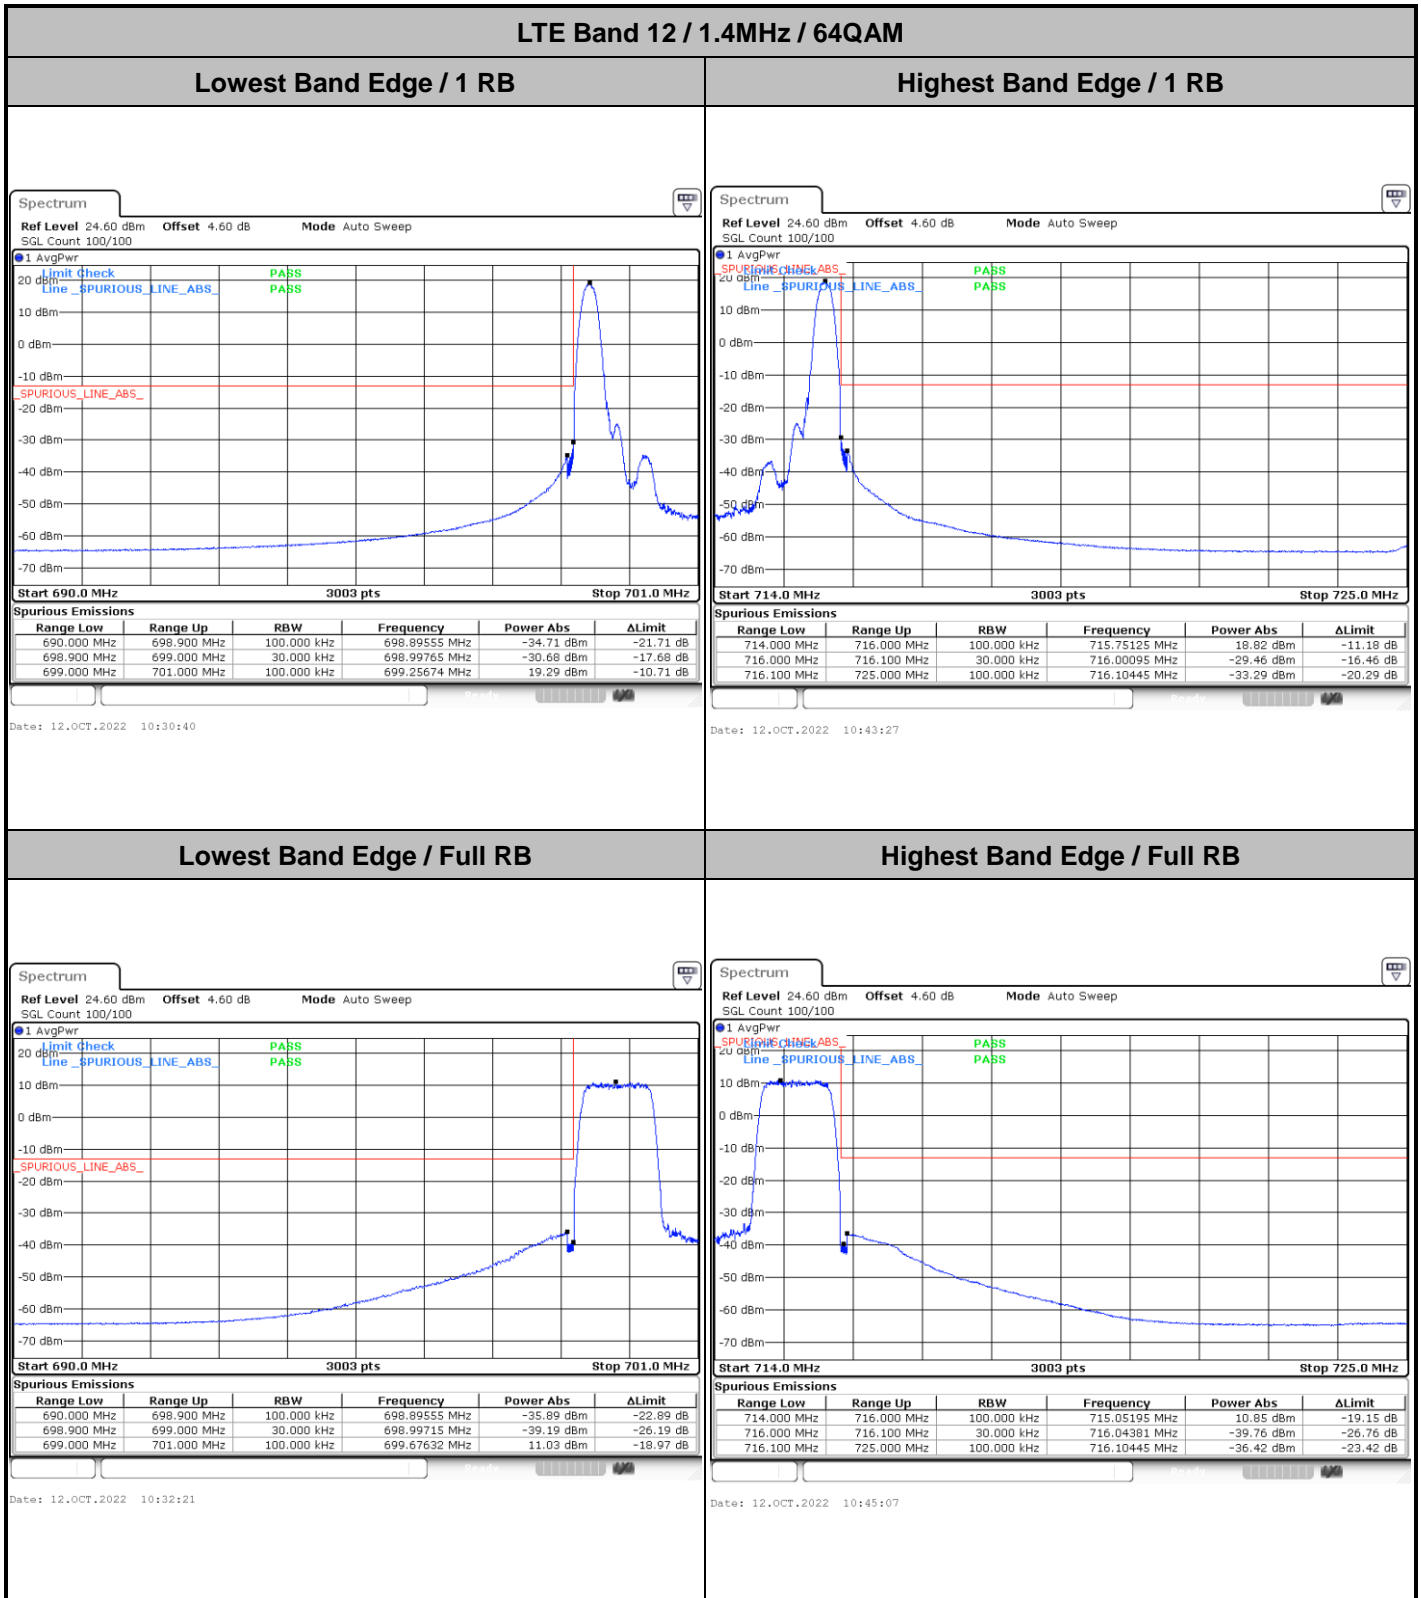 LTE Band 12 / 1.4MHz / 64QAM
Lowest Band Edge / 1 RB
Highest Band Edge / 1 RB
Spectrum
Ref Level 24.60 dBm Offset 4.60 dB Mode Auto Sweep
SGL Count 100/100
1 AvgPwr
Limit Check PASS
Line _SPURIOUS_LINE_ABS_ PASS
20 dBm
10 dBm
0 dBm
-10 dBm
_SPURIOUS_LINE_ABS_
-20 dBm
-30 dBm
-40 dBm
-50 dBm
-60 dBm
-70 dBm
Start 690.0 MHz 3003 pts Stop 701.0 MHz
Spurious Emissions
Range Low Range Up RBW Frequency Power Abs ΔLimit
690.000 MHz 698.900 MHz 100.000 kHz 698.89555 MHz -34.71 dBm -21.71 dB
698.900 MHz 699.000 MHz 30.000 kHz 698.99765 MHz -30.68 dBm -17.68 dB
699.000 MHz 701.000 MHz 100.000 kHz 699.25674 MHz 19.29 dBm -10.71 dB
Ready
Date: 12.OCT.2022 10:30:40
Spectrum
Ref Level 24.60 dBm Offset 4.60 dB Mode Auto Sweep
SGL Count 100/100
1 AvgPwr
_SPURIOUS_LINE_ABS_
Limit Check PASS
Line _SPURIOUS_LINE_ABS_ PASS
20 dBm
10 dBm
0 dBm
-10 dBm
-20 dBm
-30 dBm
-40 dBm
-50 dBm
-60 dBm
-70 dBm
Start 714.0 MHz 3003 pts Stop 725.0 MHz
Spurious Emissions
Range Low Range Up RBW Frequency Power Abs ΔLimit
714.000 MHz 716.000 MHz 100.000 kHz 715.75125 MHz 18.82 dBm -11.18 dB
716.000 MHz 716.100 MHz 30.000 kHz 716.00095 MHz -29.46 dBm -16.46 dB
716.100 MHz 725.000 MHz 100.000 kHz 716.10445 MHz -33.29 dBm -20.29 dB
Ready
Date: 12.OCT.2022 10:43:27
Lowest Band Edge / Full RB
Highest Band Edge / Full RB
Spectrum
Ref Level 24.60 dBm Offset 4.60 dB Mode Auto Sweep
SGL Count 100/100
1 AvgPwr
Limit Check PASS
Line _SPURIOUS_LINE_ABS_ PASS
20 dBm
10 dBm
0 dBm
-10 dBm
_SPURIOUS_LINE_ABS_
-20 dBm
-30 dBm
-40 dBm
-50 dBm
-60 dBm
-70 dBm
Start 690.0 MHz 3003 pts Stop 701.0 MHz
Spurious Emissions
Range Low Range Up RBW Frequency Power Abs ΔLimit
690.000 MHz 698.900 MHz 100.000 kHz 698.89555 MHz -35.89 dBm -22.89 dB
698.900 MHz 699.000 MHz 30.000 kHz 698.99715 MHz -39.19 dBm -26.19 dB
699.000 MHz 701.000 MHz 100.000 kHz 699.67632 MHz 11.03 dBm -18.97 dB
Ready
Date: 12.OCT.2022 10:32:21
Spectrum
Ref Level 24.60 dBm Offset 4.60 dB Mode Auto Sweep
SGL Count 100/100
1 AvgPwr
_SPURIOUS_LINE_ABS_
Limit Check PASS
Line _SPURIOUS_LINE_ABS_ PASS
20 dBm
10 dBm
0 dBm
-10 dBm
-20 dBm
-30 dBm
-40 dBm
-50 dBm
-60 dBm
-70 dBm
Start 714.0 MHz 3003 pts Stop 725.0 MHz
Spurious Emissions
Range Low Range Up RBW Frequency Power Abs ΔLimit
714.000 MHz 716.000 MHz 100.000 kHz 715.05195 MHz 10.85 dBm -19.15 dB
716.000 MHz 716.100 MHz 30.000 kHz 716.04381 MHz -39.76 dBm -26.76 dB
716.100 MHz 725.000 MHz 100.000 kHz 716.10445 MHz -36.42 dBm -23.42 dB
Ready
Date: 12.OCT.2022 10:45:07